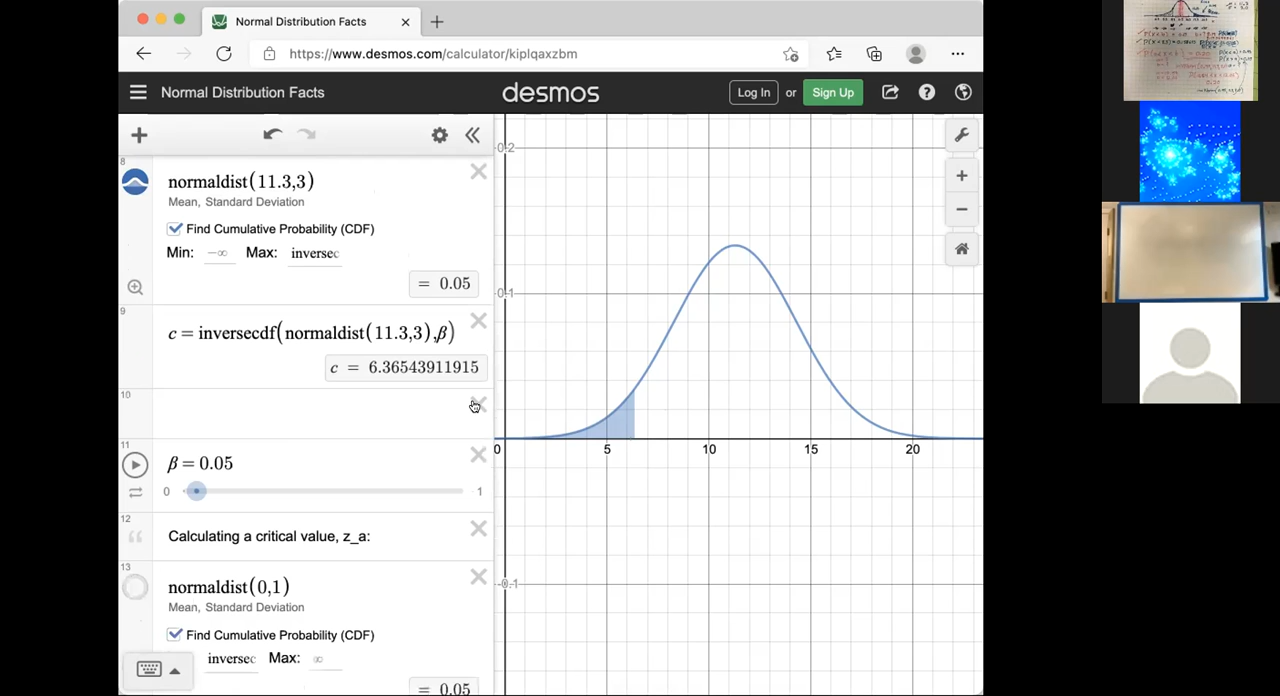 Normal Distribution Facts
https://www.desmos.com/calculator/kiplqaxzbm
Normal Distribution Facts
desmos
Log In or Sign Up
8
normaldist(11.3,3)
Mean, Standard Deviation
Find Cumulative Probability (CDF)
Min: -∞ Max: inversec
= 0.05
9
c = inversecdf(normaldist(11.3,3),β)
c = 6.36543911915
10
11
β = 0.05
0 1
12
Calculating a critical value, z_a:
13
normaldist(0,1)
Mean, Standard Deviation
Find Cumulative Probability (CDF)
inversec Max: ∞
= 0.05
0.2
0.1
0 5 10 15 20
-0.1